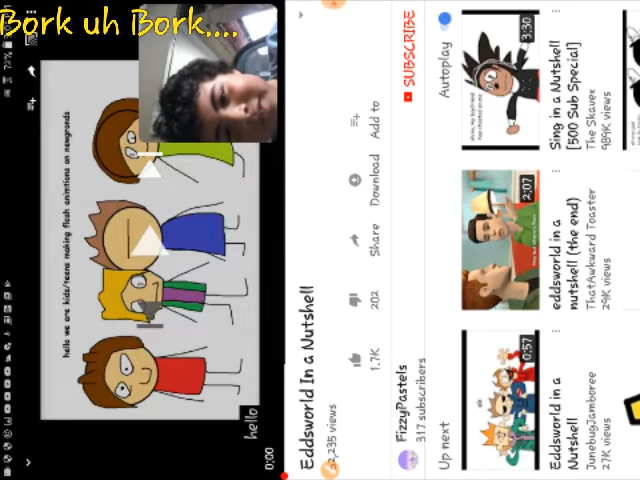 Bork uh Bork....
hello we are kids/teens making flash animtions on newgronds
hello
0:00
Eddsworld In a Nutshell
1.7K
202
Share
Download
Add to
FizzyPastels
317 subscribers
SUBSCRIBE
Up next
Autoplay
0:57
Eddsworld in a
Nutshell
JunebugJamboree
27K views
2:07
eddsworld in a
nutshell (the end)
ThatAwkward Toaster
29K views
3:30
Sing in a Nutshell
[500 Sub Special]
The Skavex
989K views